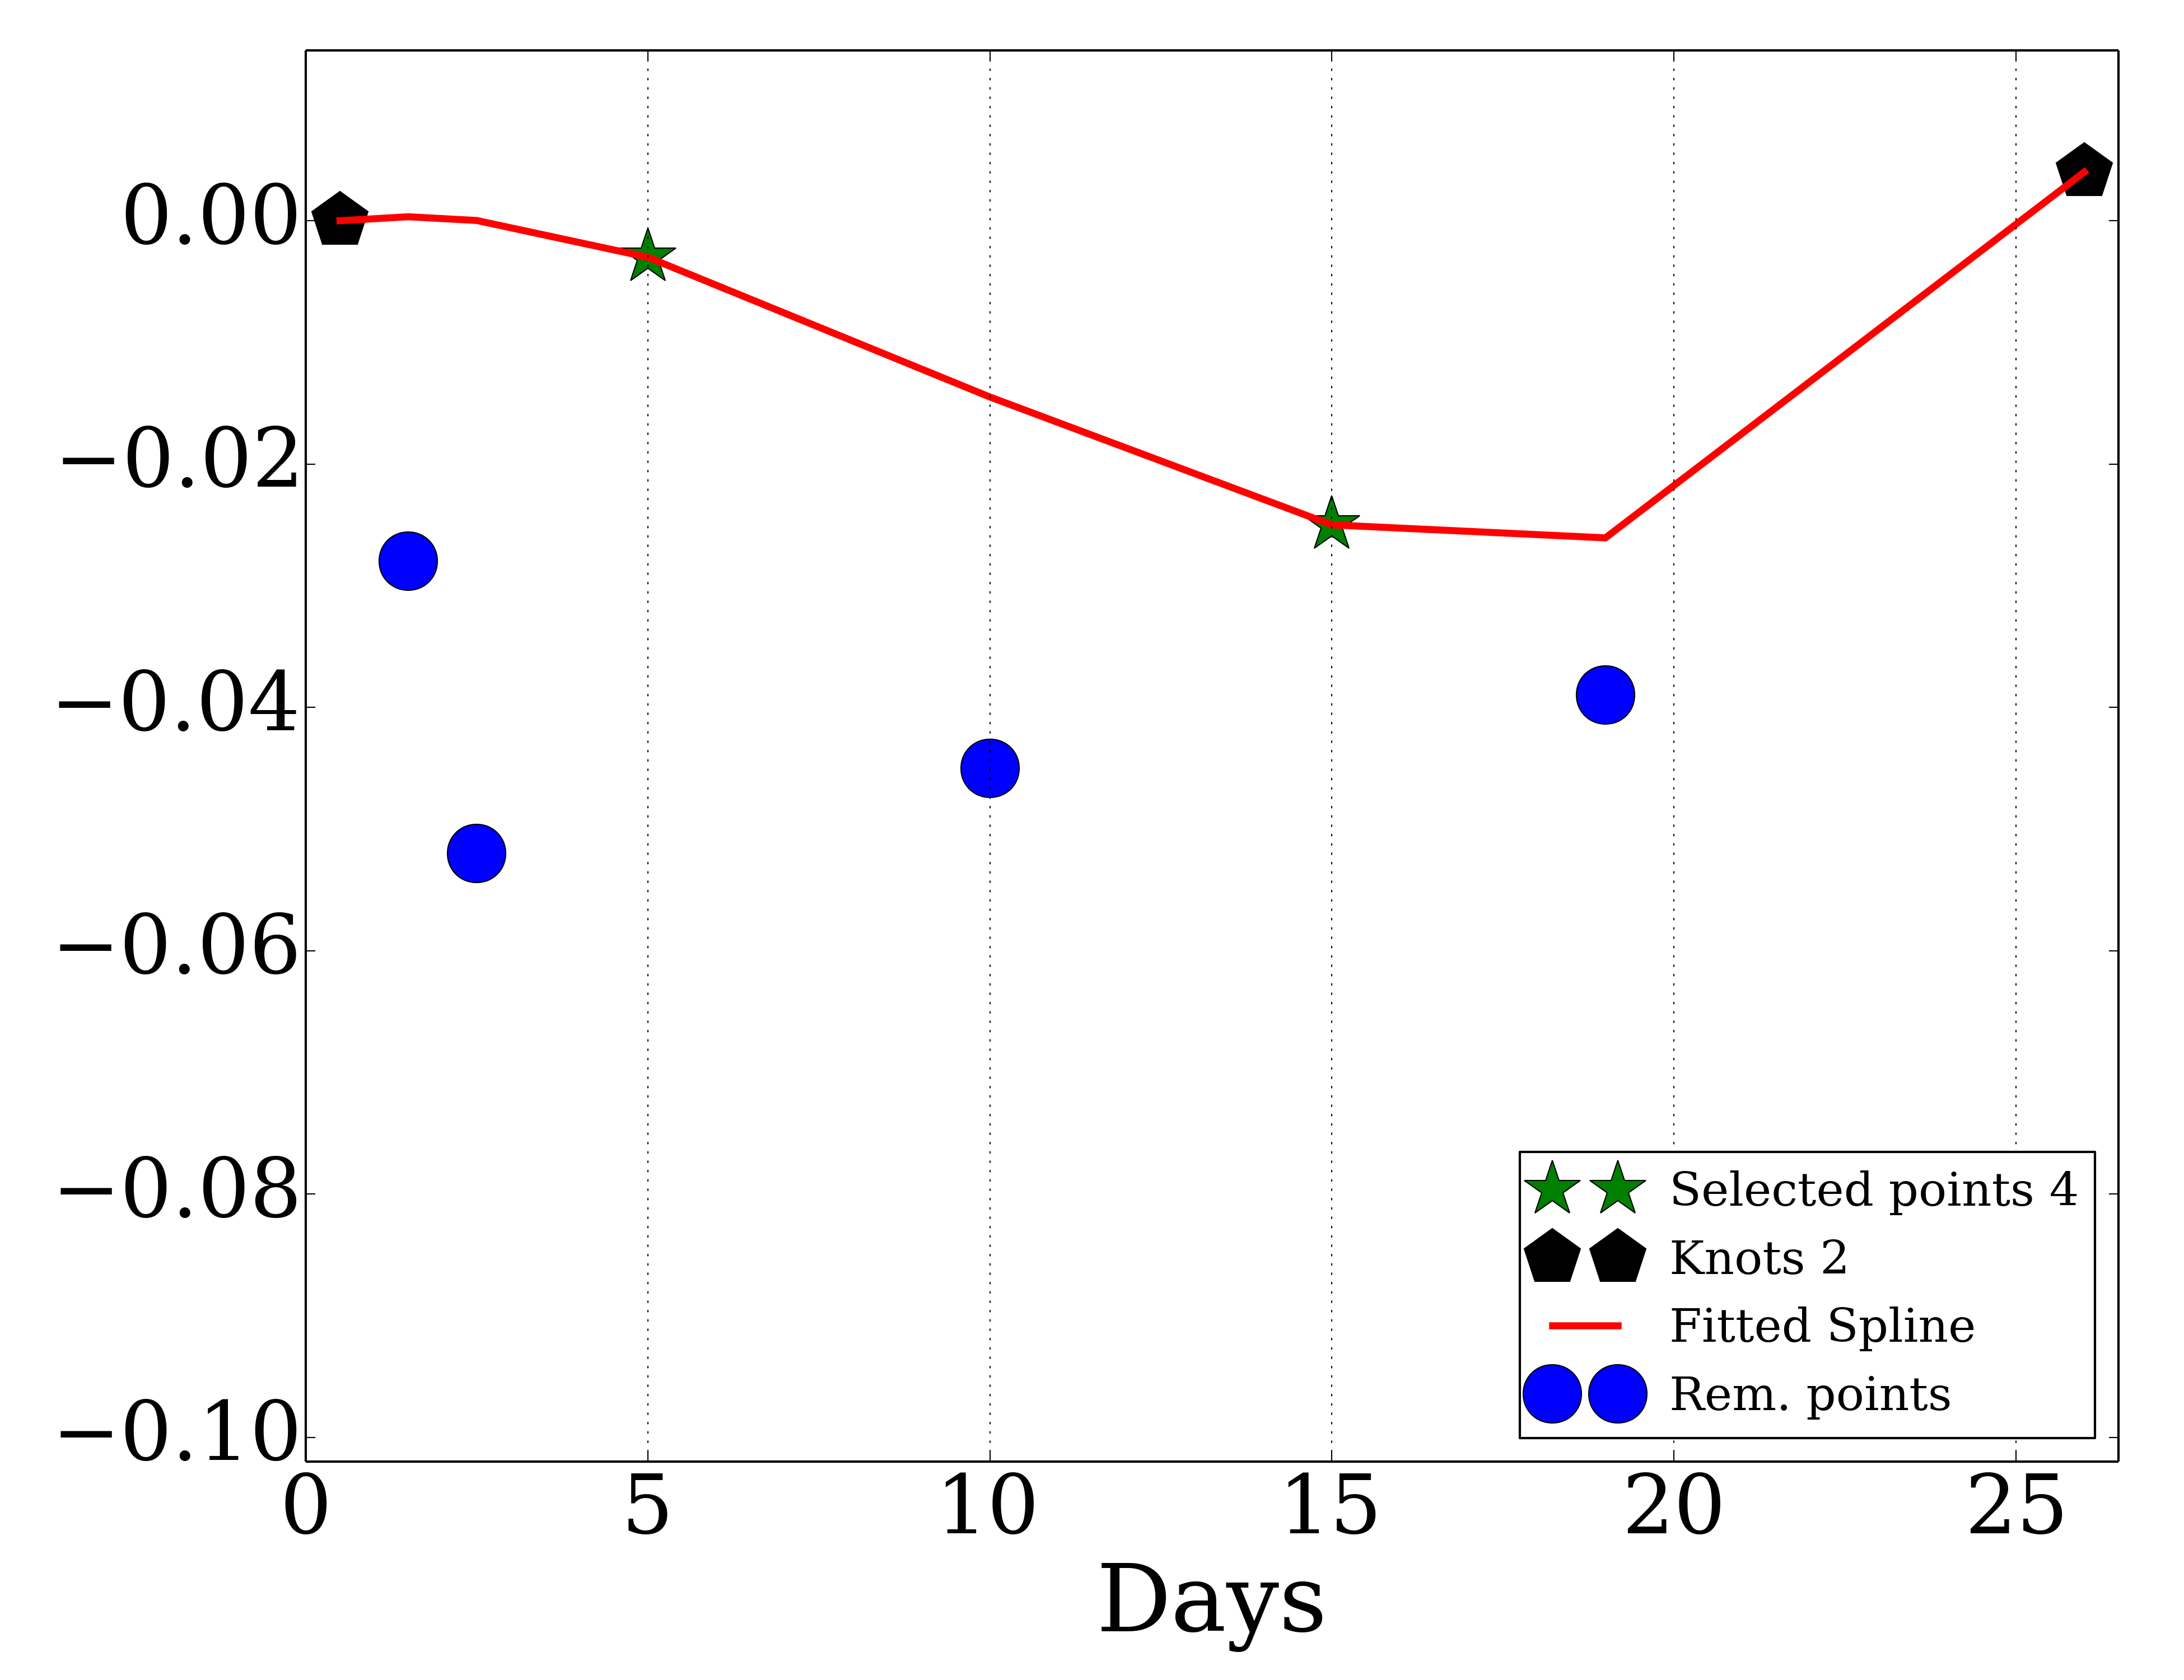 0.00
−0.02
−0.04
−0.06
−0.08
−0.10
0 5 10 15 20 25
Days
Selected points 4
Knots 2
Fitted Spline
Rem. points